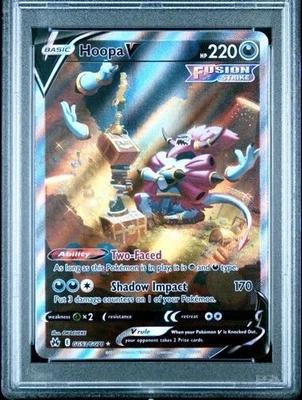 BASIC Hoopa V HP 220
FUSION
STRIKE
Ability Two-Faced
As long as this Pokémon is in play, it is and type.
Shadow Impact 170
Put 3 damage counters on 1 of your Pokémon.
weakness ×2 resistance retreat
V rule When your Pokémon V is Knocked Out,
your opponent takes 2 Prize cards.